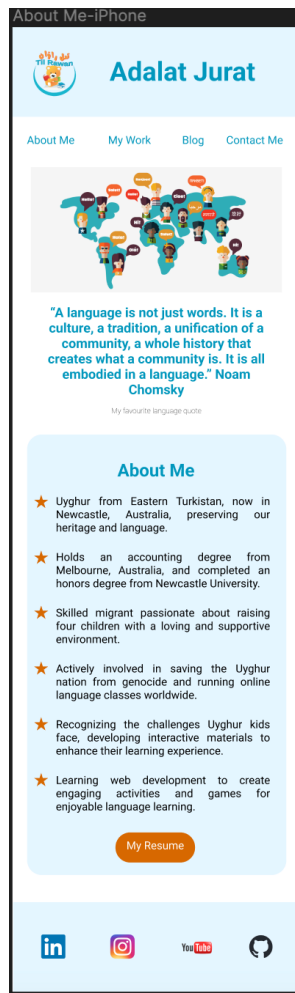 About Me-iPhone
Til Rawan
Adalat Jurat
About Me
My Work
Blog
Contact Me
“A language is not just words. It is a
culture, a tradition, a unification of a
community, a whole history that
creates what a community is. It is all
embodied in a language.” Noam
Chomsky
My favourite language quote
About Me
Uyghur from Eastern Turkistan, now in
Newcastle, Australia, preserving our
heritage and language.
Holds an accounting degree from
Melbourne, Australia, and completed an
honors degree from Newcastle University.
Skilled migrant passionate about raising
four children with a loving and supportive
environment.
Actively involved in saving the Uyghur
nation from genocide and running online
language classes worldwide.
Recognizing the challenges Uyghur kids
face, developing interactive materials to
enhance their learning experience.
Learning web development to create
engaging activities and games for
enjoyable language learning.
My Resume
in
YouTube